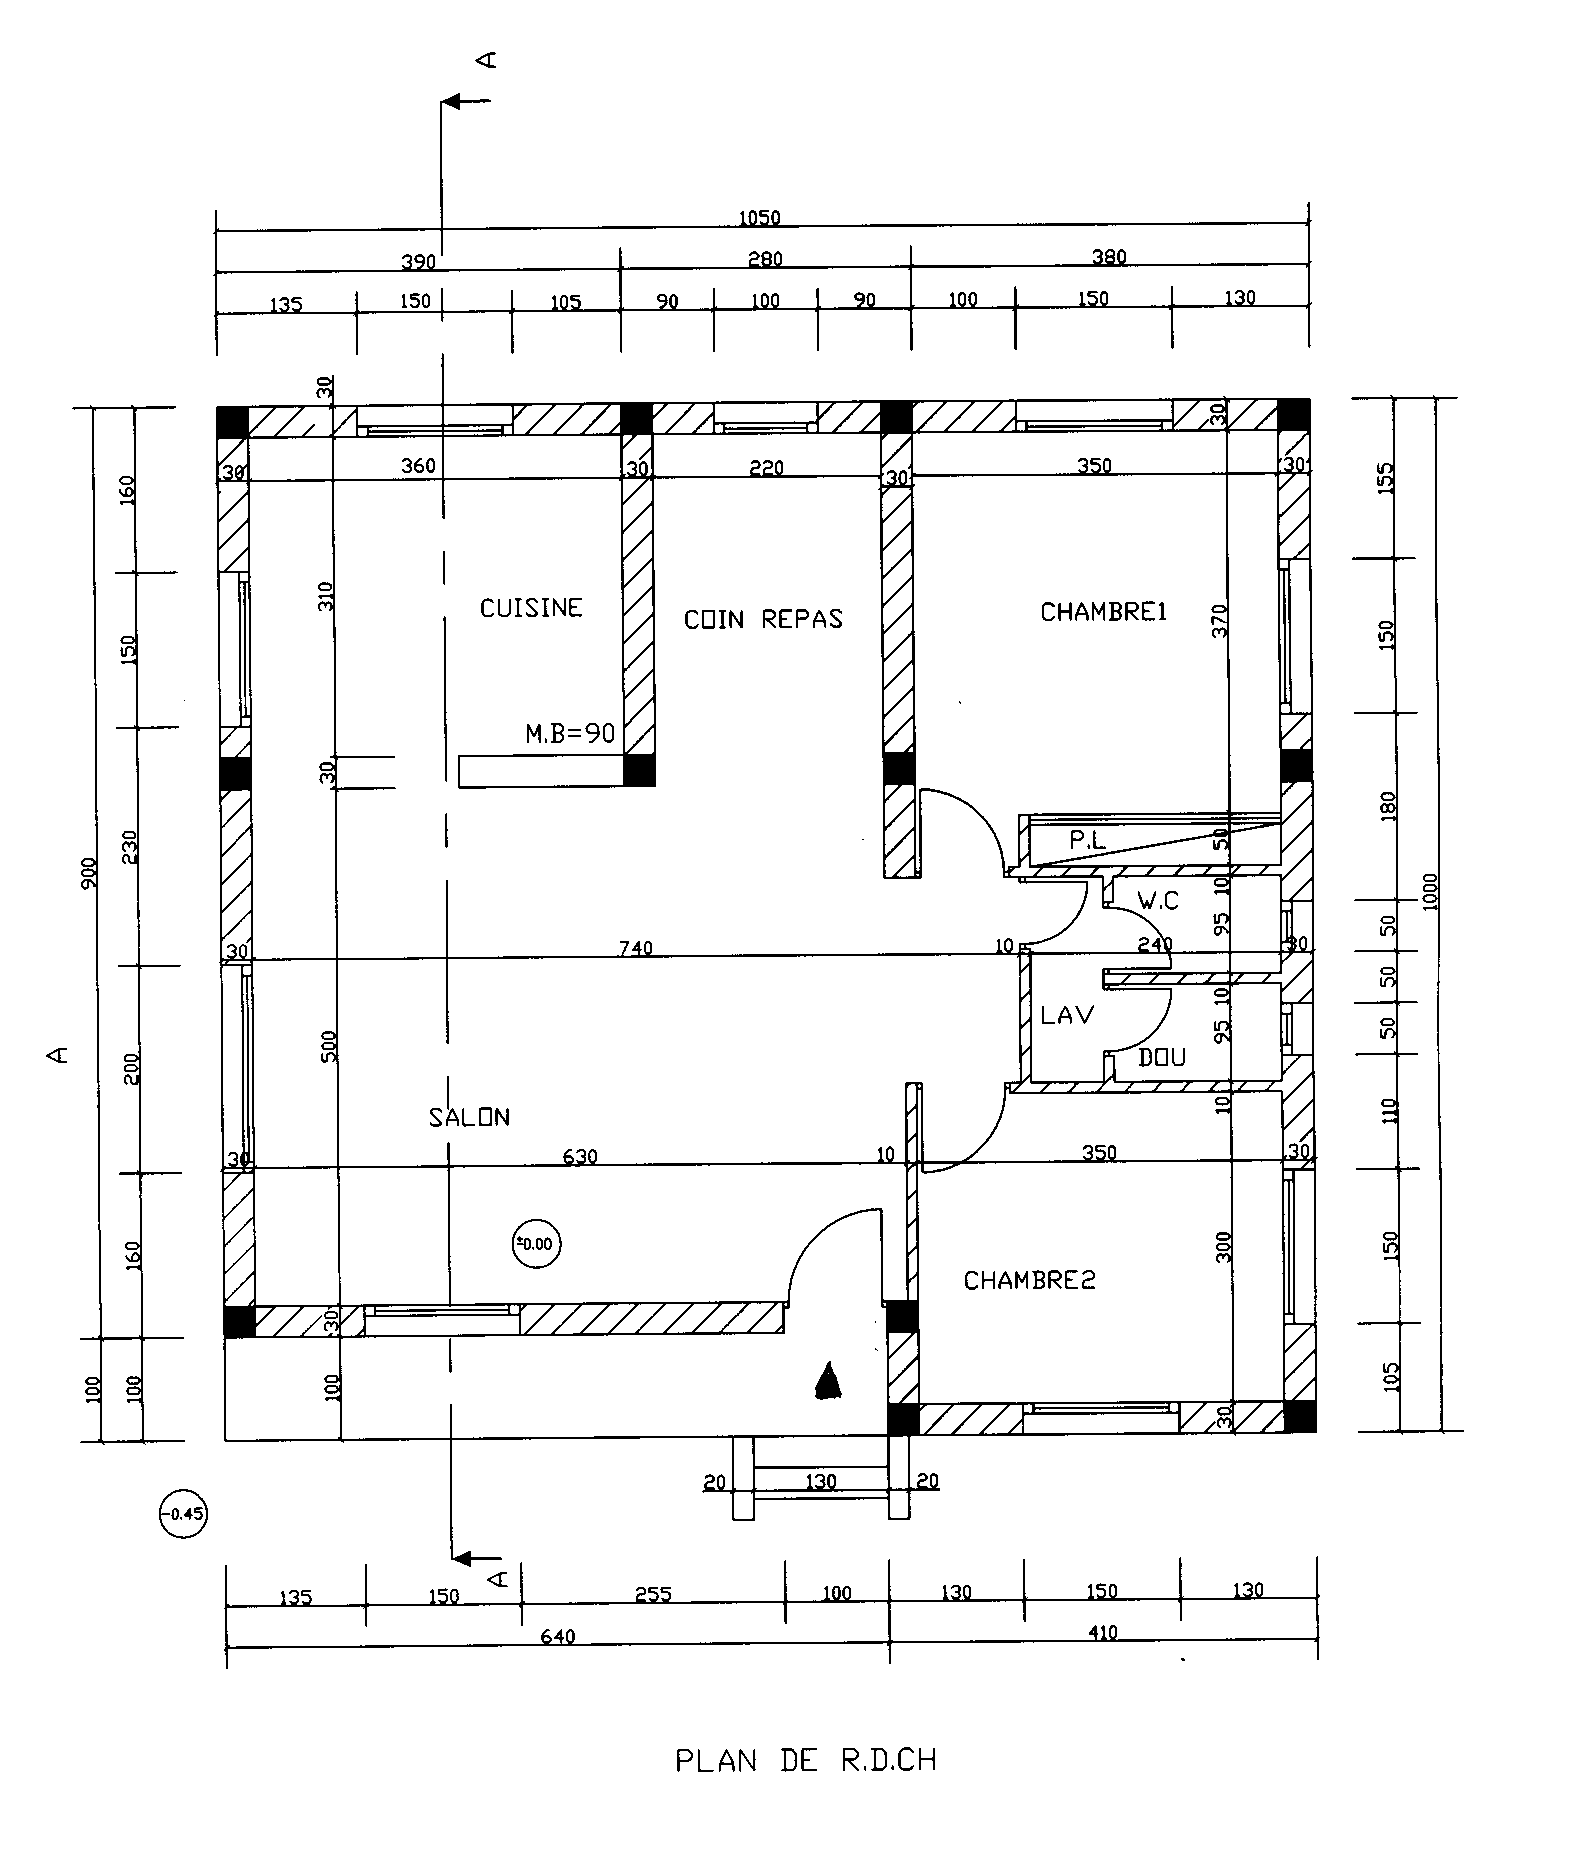 A
1050
390 280 380
135 150 105 90 100 90 100 150 130
30 30
30 360 30 220 30 350 30
160 155
310 CUISINE COIN REPAS CHAMBRE1 370
150 150
M.B=90
30
230 P.L 50 180
900 10 1000
W.C 95 50
30 740 10 240 30
50
LAV 10
A 200 500 95 50
DOU
SALON 10 110
30 630 10 350 30
160 ±0.00 300 150
CHAMBRE2
30
100 100 100 105
30
20 130 20
-0.45
A
135 150 255 100 130 150 130
640 410
PLAN DE R.D.CH